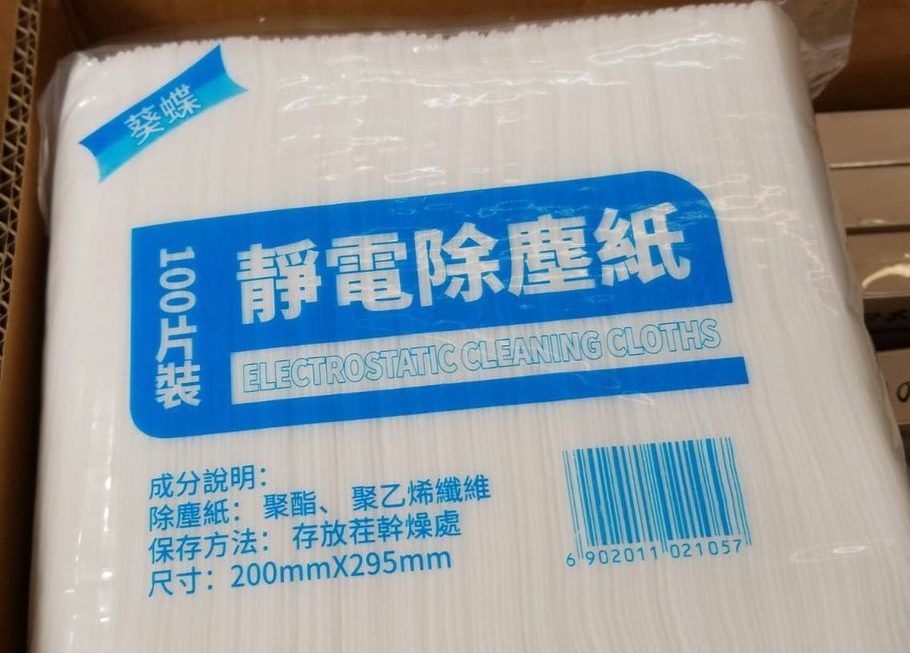 葵蝶
100片裝
靜電除塵紙
ELECTROSTATIC CLEANING CLOTHS
成分說明：
除塵紙：聚酯、聚乙烯纖維
保存方法：存放茬幹燥處
尺寸：200mmX295mm
6 902011 021057